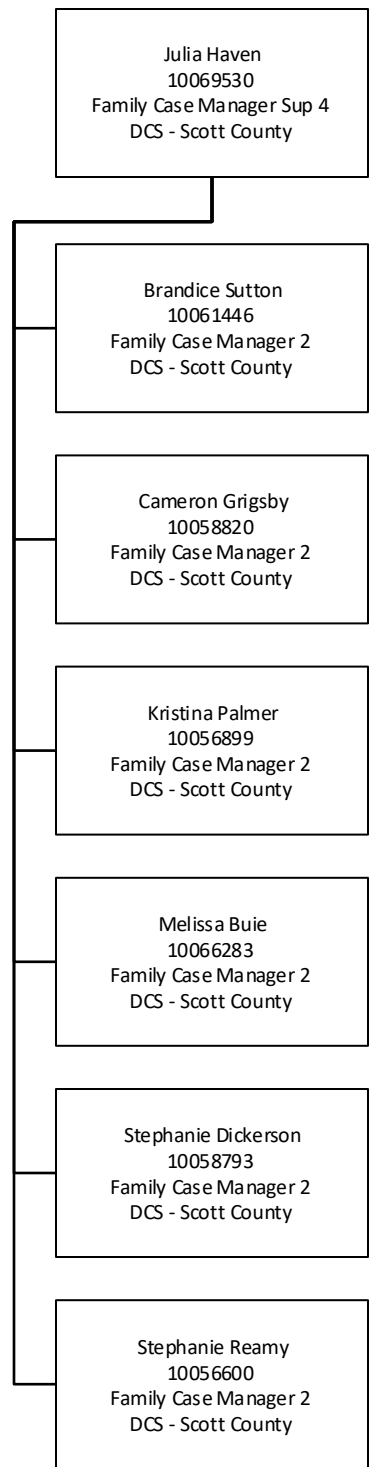 Julia Haven
10069530
Family Case Manager Sup 4
DCS - Scott County
Brandice Sutton
10061446
Family Case Manager 2
DCS - Scott County
Cameron Grigsby
10058820
Family Case Manager 2
DCS - Scott County
Kristina Palmer
10056899
Family Case Manager 2
DCS - Scott County
Melissa Buie
10066283
Family Case Manager 2
DCS - Scott County
Stephanie Dickerson
10058793
Family Case Manager 2
DCS - Scott County
Stephanie Reamy
10056600
Family Case Manager 2
DCS - Scott County